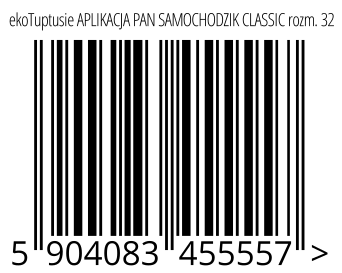 ekoTuptusie APLIKACJA PAN SAMOCHODZIK CLASSIC rozm. 32
5 904083 455557 >